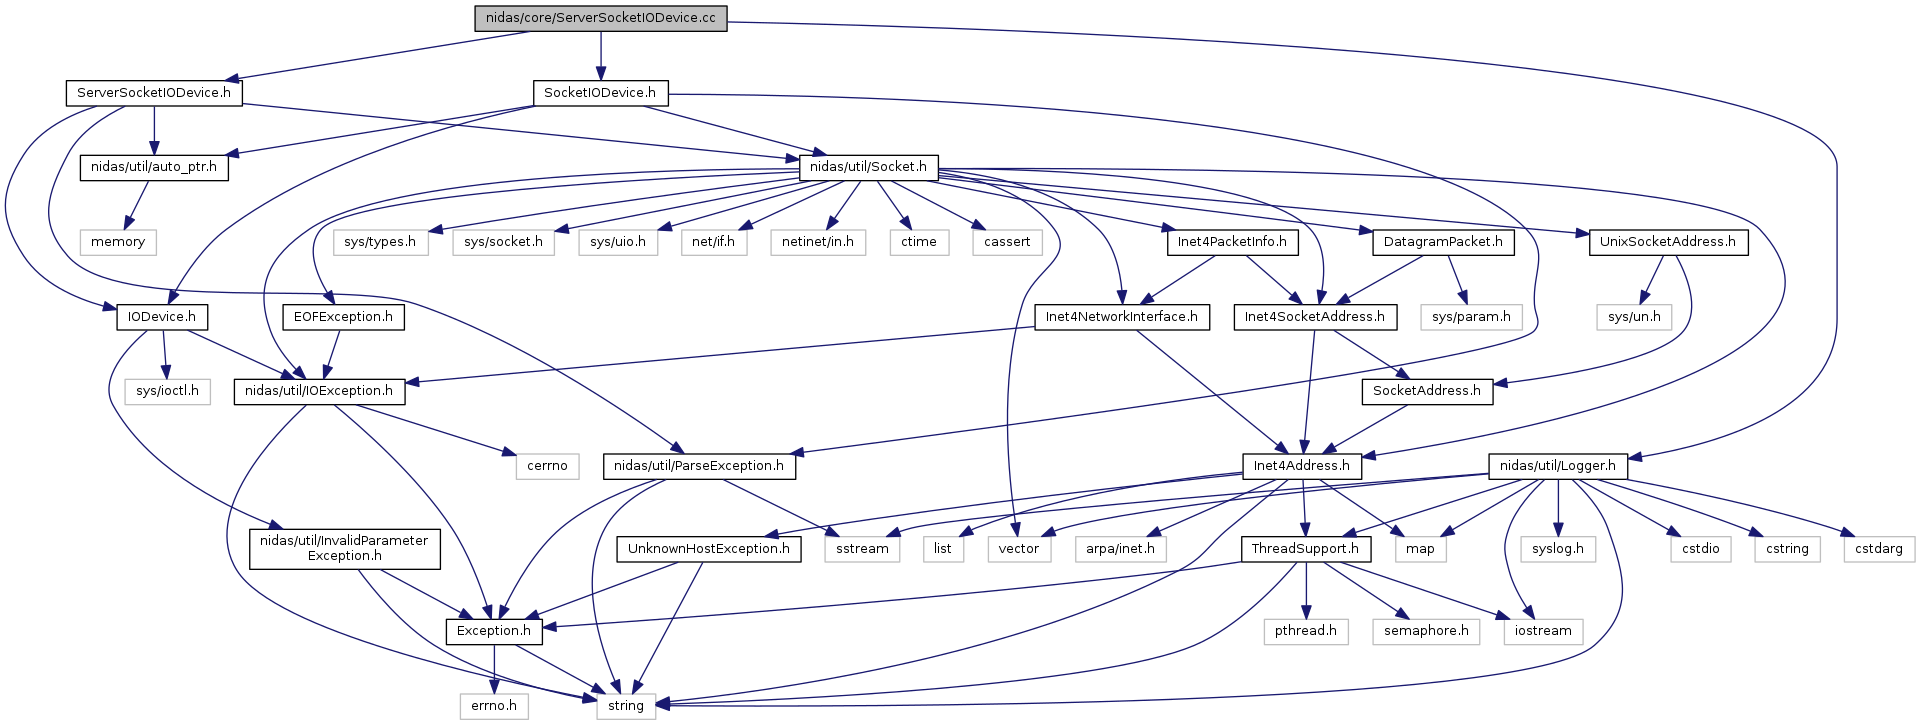 nidas/core/ServerSocketIODevice.cc
ServerSocketIODevice.h
SocketIODevice.h
nidas/util/auto_ptr.h
nidas/util/Socket.h
memory
sys/types.h
sys/socket.h
sys/uio.h
net/if.h
netinet/in.h
ctime
cassert
Inet4PacketInfo.h
DatagramPacket.h
UnixSocketAddress.h
IODevice.h
EOFException.h
Inet4NetworkInterface.h
Inet4SocketAddress.h
sys/param.h
sys/un.h
sys/ioctl.h
nidas/util/IOException.h
SocketAddress.h
cerrno
nidas/util/ParseException.h
Inet4Address.h
nidas/util/Logger.h
nidas/util/InvalidParameter
Exception.h
UnknownHostException.h
sstream
list
vector
arpa/inet.h
ThreadSupport.h
map
syslog.h
cstdio
cstring
cstdarg
Exception.h
pthread.h
semaphore.h
iostream
errno.h
string